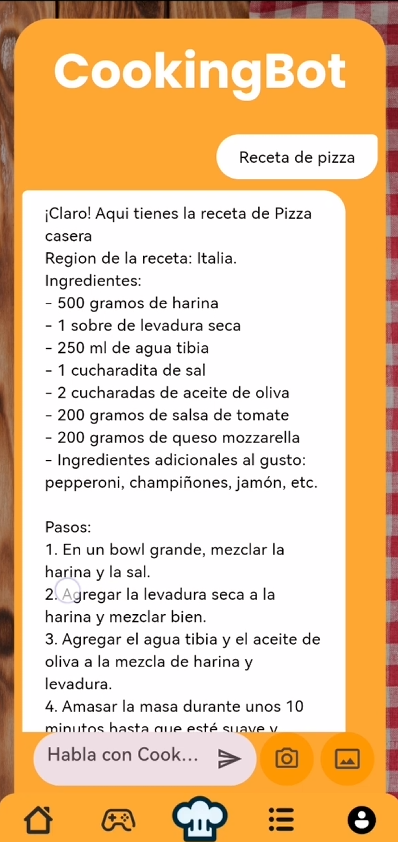 CookingBot
Receta de pizza
¡Claro! Aqui tienes la receta de Pizza
casera
Region de la receta: Italia.
Ingredientes:
- 500 gramos de harina
- 1 sobre de levadura seca
- 250 ml de agua tibia
- 1 cucharadita de sal
- 2 cucharadas de aceite de oliva
- 200 gramos de salsa de tomate
- 200 gramos de queso mozzarella
- Ingredientes adicionales al gusto:
pepperoni, champiñones, jamón, etc.
Pasos:
1. En un bowl grande, mezclar la
harina y la sal.
2. Agregar la levadura seca a la
harina y mezclar bien.
3. Agregar el agua tibia y el aceite de
oliva a la mezcla de harina y
levadura.
4. Amasar la masa durante unos 10
minutos hasta que esté suave y
Habla con Cook...